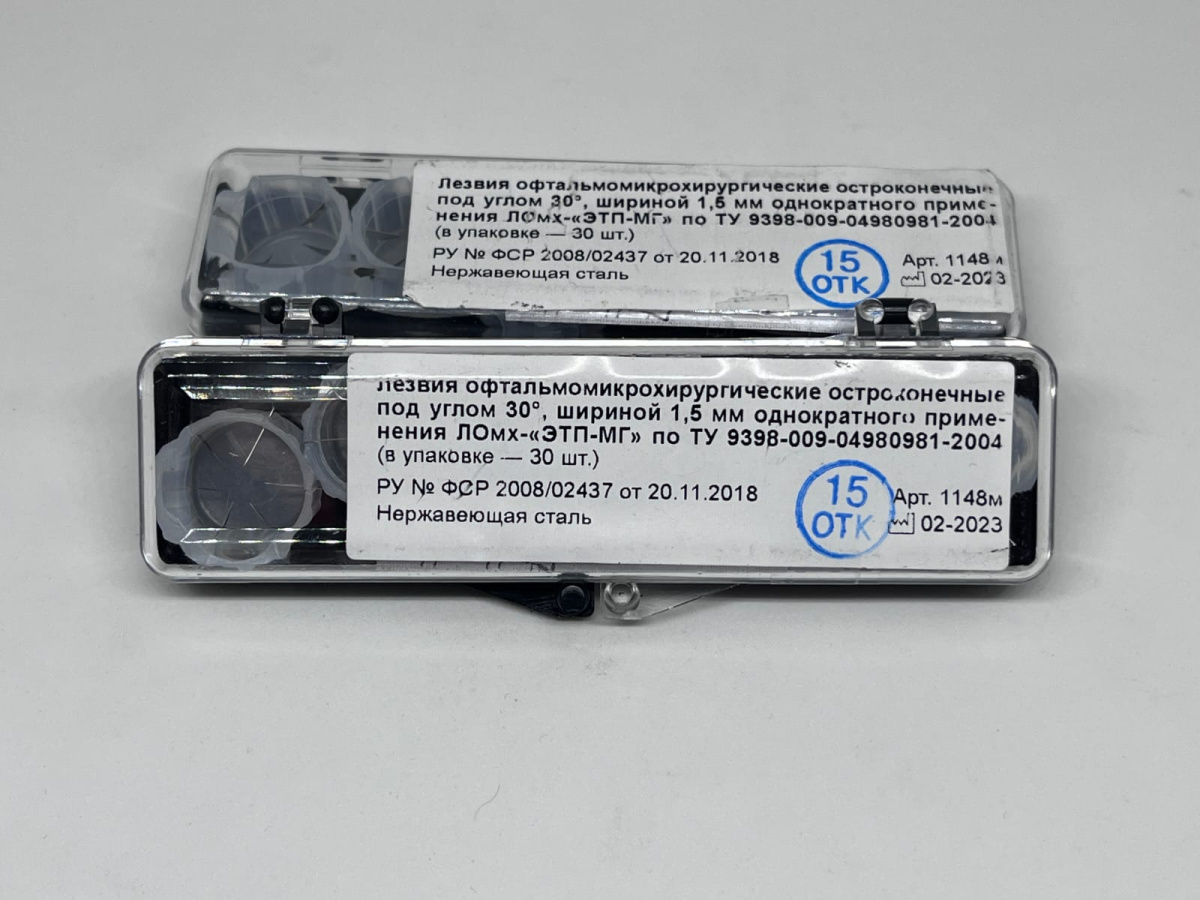 Лезвия офтальмомикрохирургические остроконечные
под углом 30°, шириной 1,5 мм однократного приме-
нения ЛОмх-«ЭТП-МГ» по ТУ 9398-009-04980981-2004
(в упаковке — 30 шт.)
РУ № ФСР 2008/02437 от 20.11.2018
Нержавеющая сталь
15
ОТК
Арт. 1148м
02-2023
Лезвия офтальмомикрохирургические остроконечные
под углом 30°, шириной 1,5 мм однократного приме-
нения ЛОмх-«ЭТП-МГ» по ТУ 9398-009-04980981-2004
(в упаковке — 30 шт.)
РУ № ФСР 2008/02437 от 20.11.2018
Нержавеющая сталь
15
ОТК
Арт. 1148м
02-2023